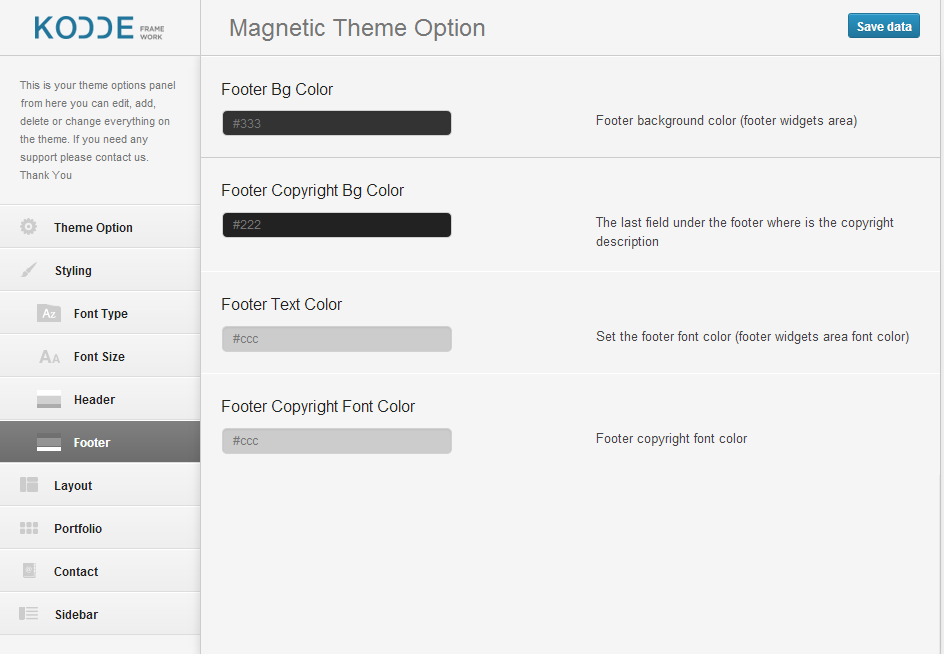 KODDE FRAME WORK
Magnetic Theme Option
Save data
This is your theme options panel
from here you can edit, add,
delete or change everything on
the theme. If you need any
support please contact us.
Thank You
Theme Option
Styling
Az Font Type
AA Font Size
Header
Footer
Layout
Portfolio
Contact
Sidebar
Footer Bg Color
#333
Footer background color (footer widgets area)
Footer Copyright Bg Color
#222
The last field under the footer where is the copyright
description
Footer Text Color
#ccc
Set the footer font color (footer widgets area font color)
Footer Copyright Font Color
#ccc
Footer copyright font color